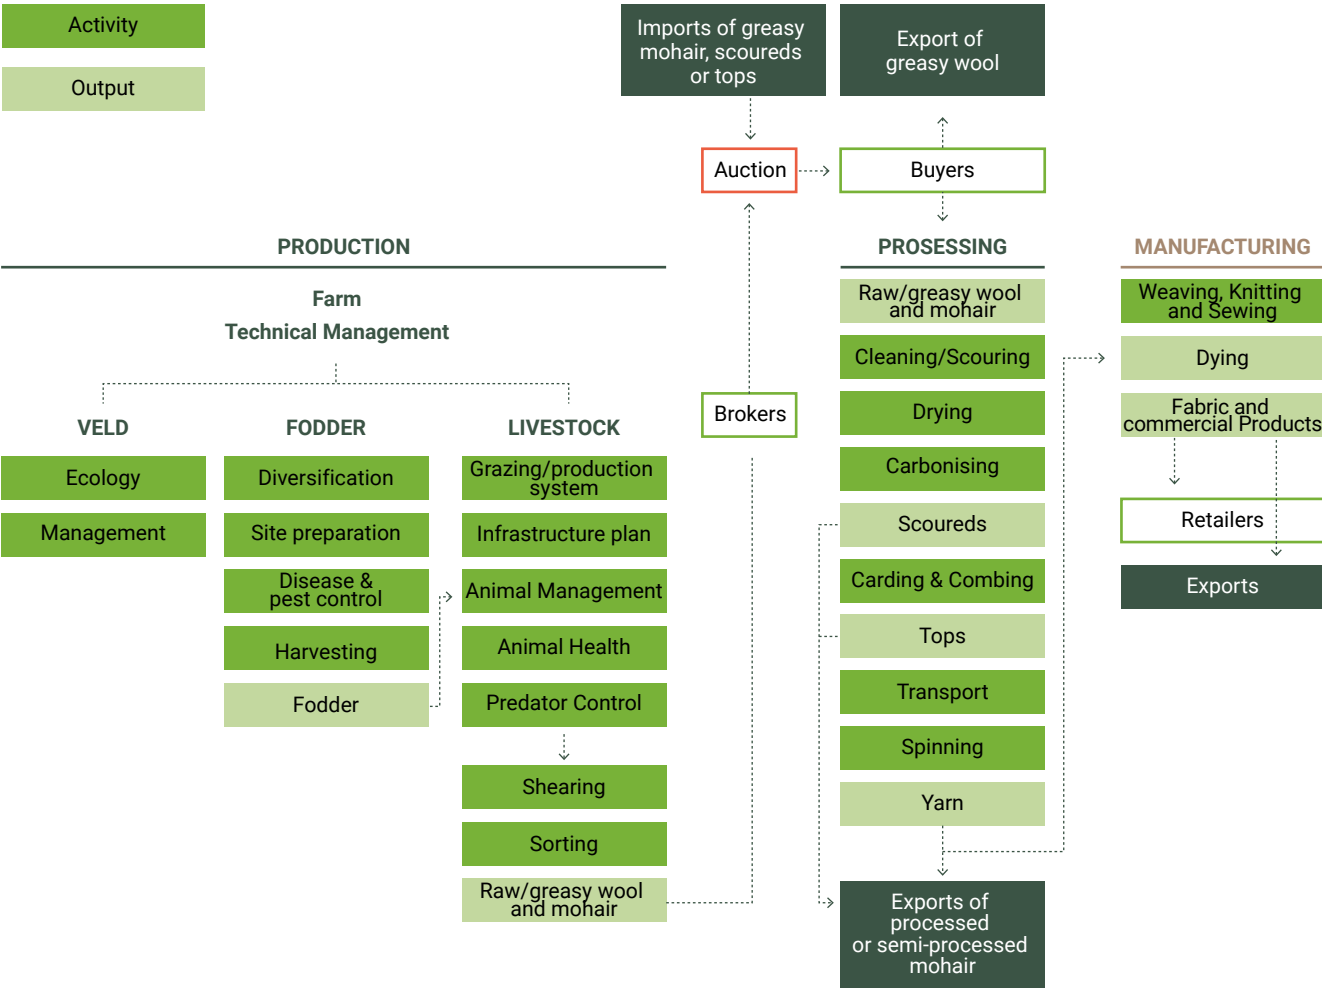 Activity
Output
Imports of greasy
mohair, scoureds
or tops
Export of
greasy wool
Auction
Buyers
PRODUCTION
Farm
Technical Management
VELD
Ecology
Management
FODDER
Diversification
Site preparation
Disease &
pest control
Harvesting
Fodder
LIVESTOCK
Grazing/production
system
Infrastructure plan
Animal Management
Animal Health
Predator Control
Shearing
Sorting
Raw/greasy wool
and mohair
Brokers
PROSESSING
Raw/greasy wool
and mohair
Cleaning/Scouring
Drying
Carbonising
Scoureds
Carding & Combing
Tops
Transport
Spinning
Yarn
Exports of
processed
or semi-processed
mohair
MANUFACTURING
Weaving, Knitting
and Sewing
Dying
Fabric and
commercial Products
Retailers
Exports